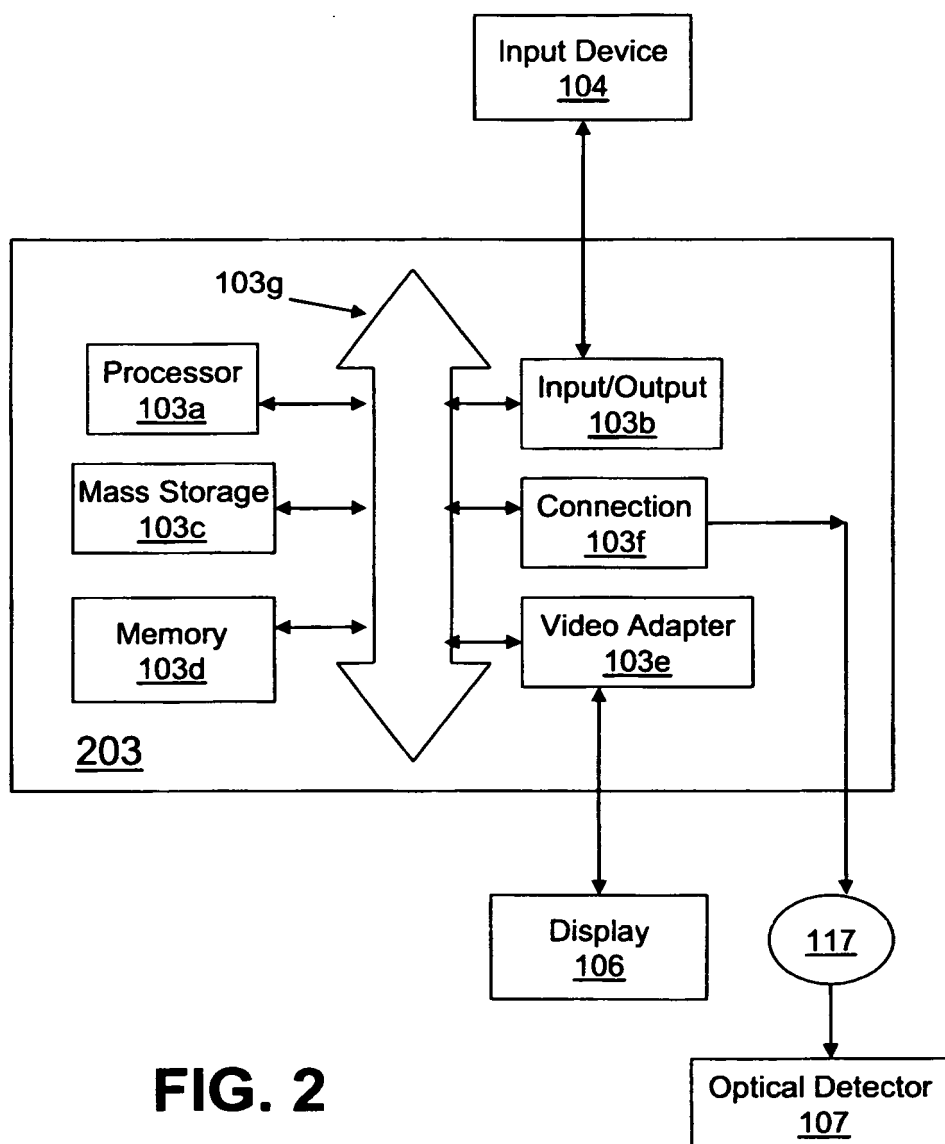 Input Device
104
103g
Processor
103a
Input/Output
103b
Mass Storage
103c
Connection
103f
Memory
103d
Video Adapter
103e
203
Display
106
117
FIG. 2
Optical Detector
107